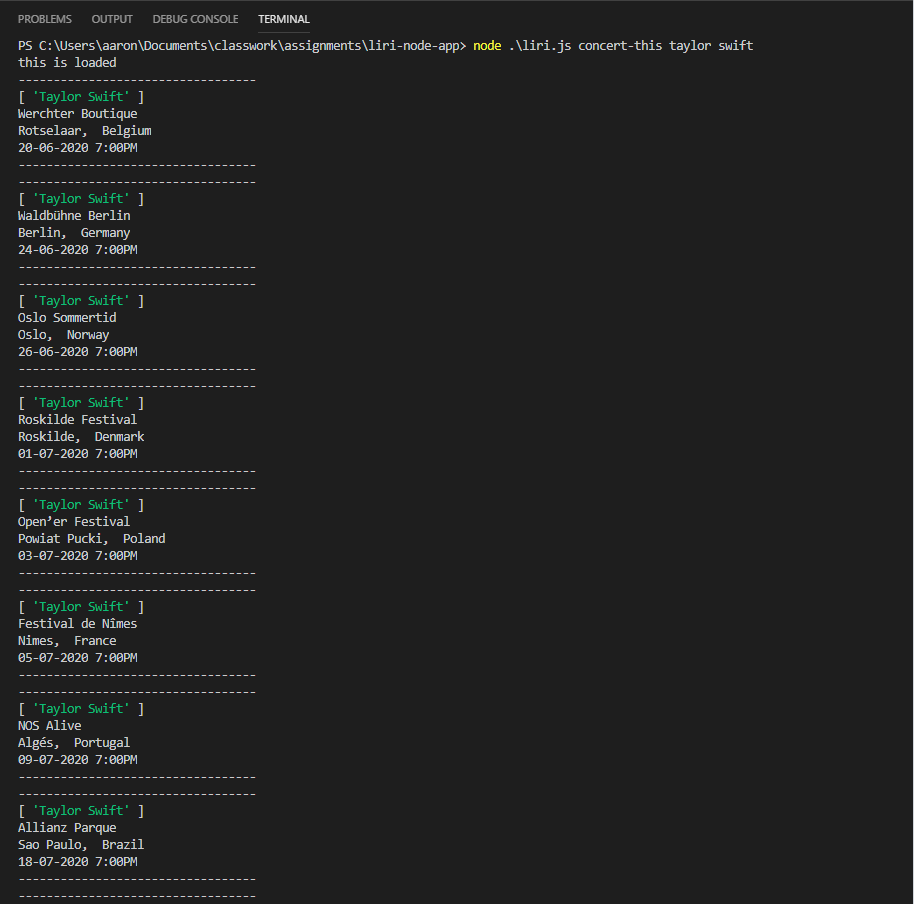 PROBLEMS OUTPUT DEBUG CONSOLE TERMINAL
PS C:\Users\aaron\Documents\classwork\assignments\liri-node-app> node .\liri.js concert-this taylor swift
this is loaded
----------------------------------
[ 'Taylor Swift' ]
Werchter Boutique
Rotselaar,  Belgium
20-06-2020 7:00PM
----------------------------------
----------------------------------
[ 'Taylor Swift' ]
Waldbühne Berlin
Berlin,  Germany
24-06-2020 7:00PM
----------------------------------
----------------------------------
[ 'Taylor Swift' ]
Oslo Sommertid
Oslo,  Norway
26-06-2020 7:00PM
----------------------------------
----------------------------------
[ 'Taylor Swift' ]
Roskilde Festival
Roskilde,  Denmark
01-07-2020 7:00PM
----------------------------------
----------------------------------
[ 'Taylor Swift' ]
Open’er Festival
Powiat Pucki,  Poland
03-07-2020 7:00PM
----------------------------------
----------------------------------
[ 'Taylor Swift' ]
Festival de Nîmes
Nimes,  France
05-07-2020 7:00PM
----------------------------------
----------------------------------
[ 'Taylor Swift' ]
NOS Alive
Algés,  Portugal
09-07-2020 7:00PM
----------------------------------
----------------------------------
[ 'Taylor Swift' ]
Allianz Parque
Sao Paulo,  Brazil
18-07-2020 7:00PM
----------------------------------
----------------------------------